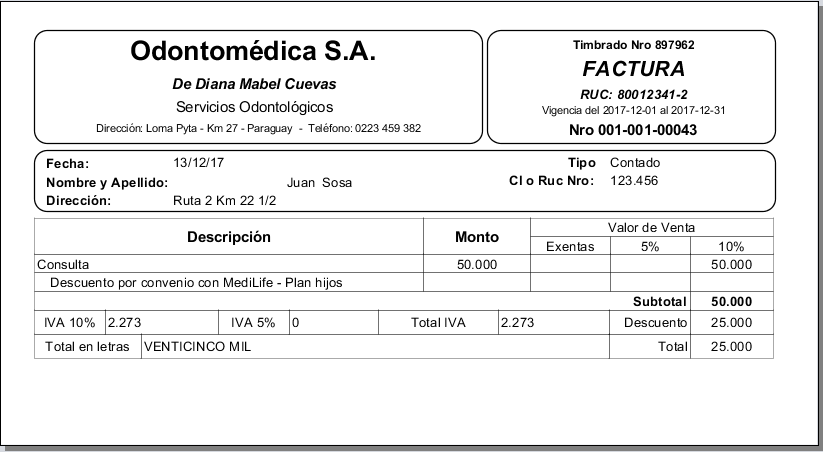 Odontomédica S.A.
De Diana Mabel Cuevas
Servicios Odontológicos
Dirección: Loma Pyta - Km 27 - Paraguay - Teléfono: 0223 459 382
Timbrado Nro 897962
FACTURA
RUC: 80012341-2
Vigencia del 2017-12-01 al 2017-12-31
Nro 001-001-00043
Fecha: 13/12/17 Tipo Contado
Nombre y Apellido: Juan Sosa CI o Ruc Nro: 123.456
Dirección: Ruta 2 Km 22 1/2
Descripción Monto Valor de Venta
Exentas 5% 10%
Consulta 50.000 50.000
Descuento por convenio con MediLife - Plan hijos
Subtotal 50.000
IVA 10% 2.273 IVA 5% 0 Total IVA 2.273 Descuento 25.000
Total en letras VENTICINCO MIL Total 25.000